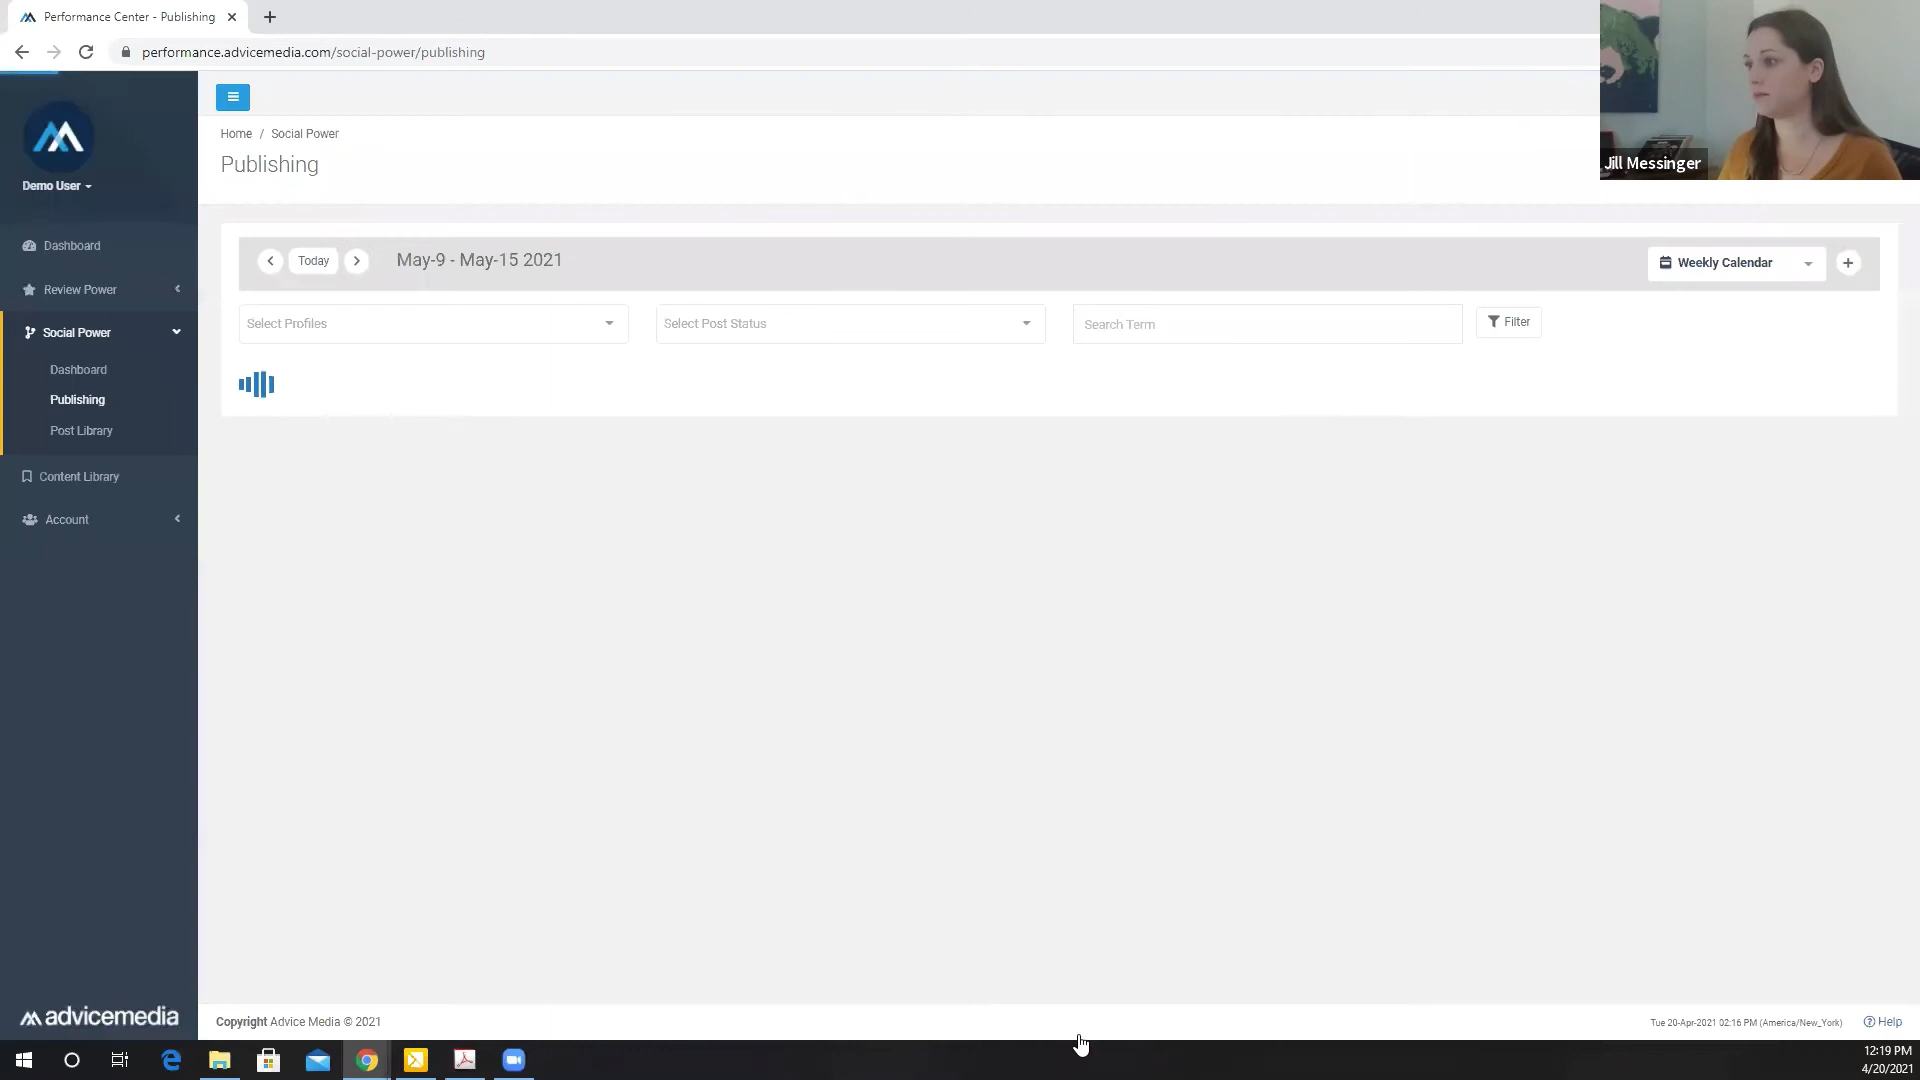 Performance Center - Publishing
performance.advicemedia.com/social-power/publishing
Jill Messinger
Demo User
Dashboard
Review Power
Social Power
Dashboard
Publishing
Post Library
Content Library
Account
advicemedia
Home / Social Power
Publishing
Today
May-9 - May-15 2021
Weekly Calendar
Select Profiles
Select Post Status
Search Term
Filter
Copyright Advice Media © 2021
Tue 20-Apr-2021 02:16 PM (America/New_York)
Help
12:19 PM
4/20/2021